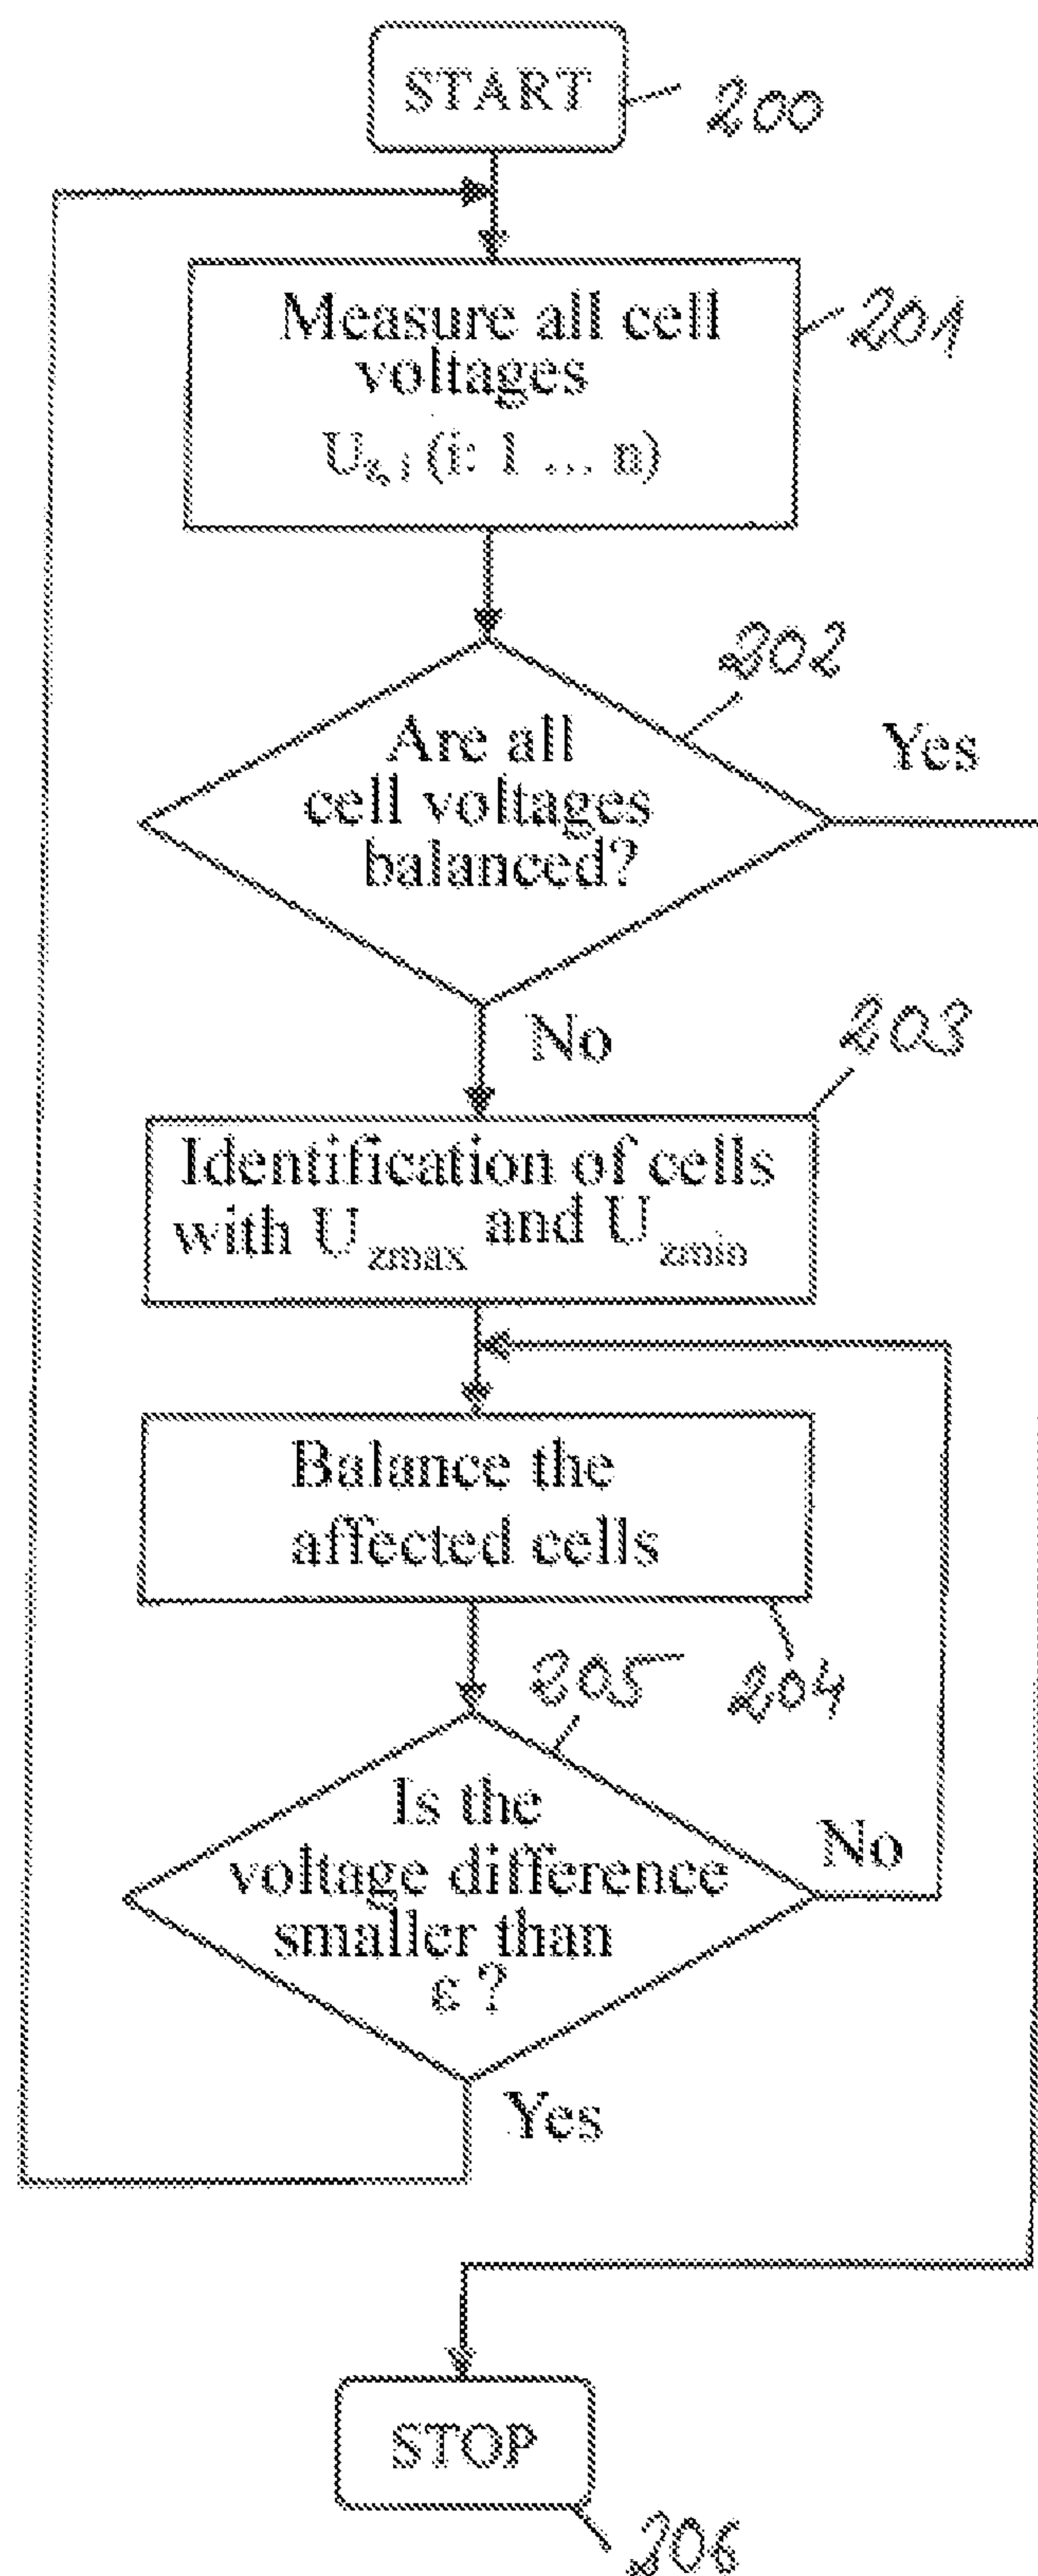 START
200
Measure all cell
voltages
201
U z, i (i: 1 ... n)
202
Are all
cell voltages
balanced?
Yes
No
203
Identification of cells
with U zmax and U zmin
Balance the
affected cells
204
205
Is the
voltage difference
smaller than
ε ?
No
Yes
STOP
206